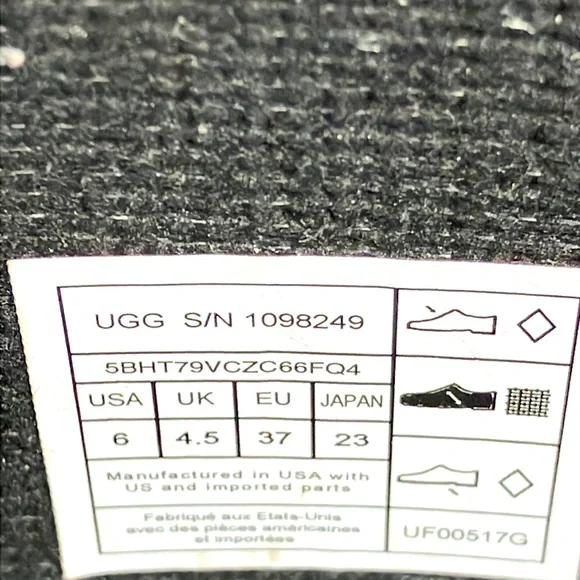 UGG S/N 1098249
5BHT79VCZC66FQ4
USA UK EU JAPAN
6 4.5 37 23
Manufactured in USA with
US and imported parts
Fabriqué aux Etats-Unis
avec des pièces américaines
et importées
UF00517G